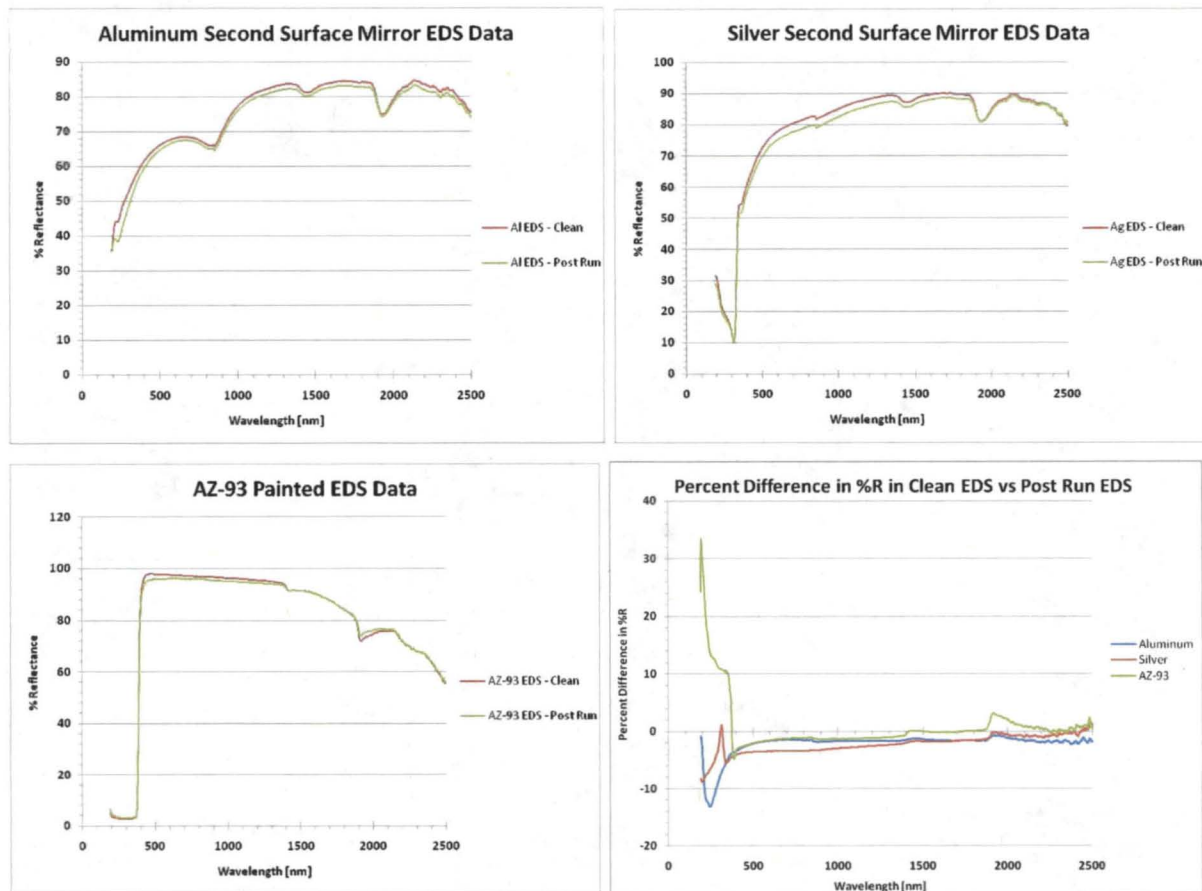 Aluminum Second Surface Mirror EDS Data
90
80
70
60
50
40
30
20
10
0
% Reflectance
0 500 1000 1500 2000 2500
Wavelength [nm]
Al EDS - Clean
Al EDS - Post Run
Silver Second Surface Mirror EDS Data
100
90
80
70
60
50
40
30
20
10
0
% Reflectance
0 500 1000 1500 2000 2500
Wavelength [nm]
Ag EDS - Clean
Ag EDS - Post Run
AZ-93 Painted EDS Data
120
100
80
60
40
20
0
% Reflectance
0 500 1000 1500 2000 2500
Wavelength [nm]
AZ-93 EDS - Clean
AZ-93 EDS - Post Run
Percent Difference in %R in Clean EDS vs Post Run EDS
40
30
20
10
0
-10
-20
Percent Difference in %R
0 500 1000 1500 2000 2500
Wavelength [nm]
Aluminum
Silver
AZ-93